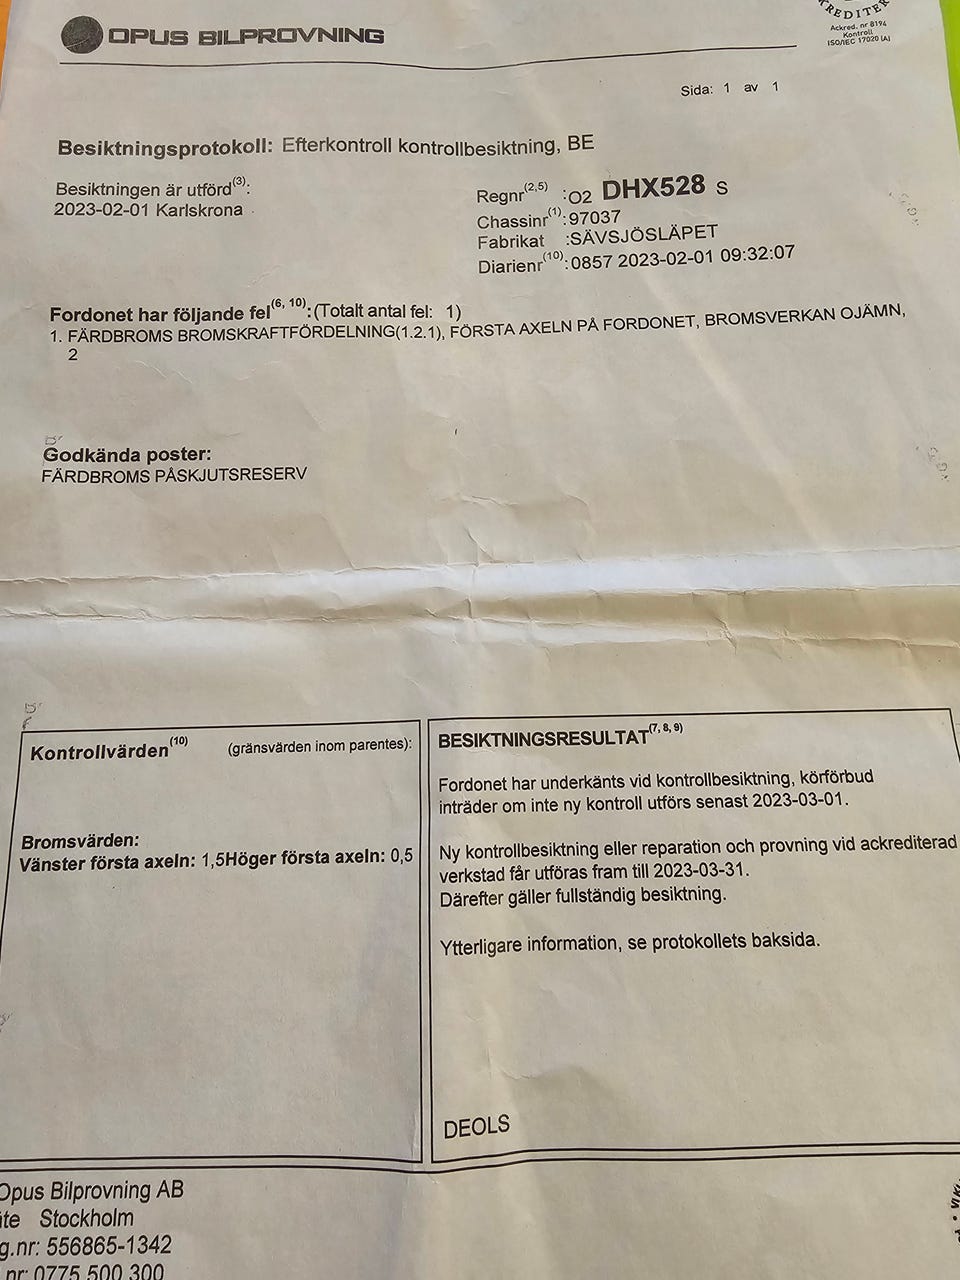 OPUS BILPROVNING
Ackred. nr 8194
Kontroll
ISO/IEC 17020 (A)
Sida: 1 av 1
Besiktningsprotokoll: Efterkontroll kontrollbesiktning, BE
Besiktningen är utförd(3):
2023-02-01 Karlskrona
Regnr(2,5) :O2 DHX528 S
Chassinr(1):97037
Fabrikat :SÄVSJÖSLÄPET
Diarienr(10):0857 2023-02-01 09:32:07
Fordonet har följande fel(6, 10):(Totalt antal fel: 1)
1. FÄRDBROMS BROMSKRAFTFÖRDELNING(1.2.1), FÖRSTA AXELN PÅ FORDONET, BROMSVERKAN OJÄMN,
2
Godkända poster:
FÄRDBROMS PÅSKJUTSRESERV
Kontrollvärden(10) (gränsvärden inom parentes):
Bromsvärden:
Vänster första axeln: 1,5Höger första axeln: 0,5
BESIKTNINGSRESULTAT(7, 8, 9)
Fordonet har underkänts vid kontrollbesiktning, körförbud
inträder om inte ny kontroll utförs senast 2023-03-01.
Ny kontrollbesiktning eller reparation och provning vid ackrediterad
verkstad får utföras fram till 2023-03-31.
Därefter gäller fullständig besiktning.
Ytterligare information, se protokollets baksida.
DEOLS
Opus Bilprovning AB
Stockholm
g.nr: 556865-1342
nr: 0775 500 300